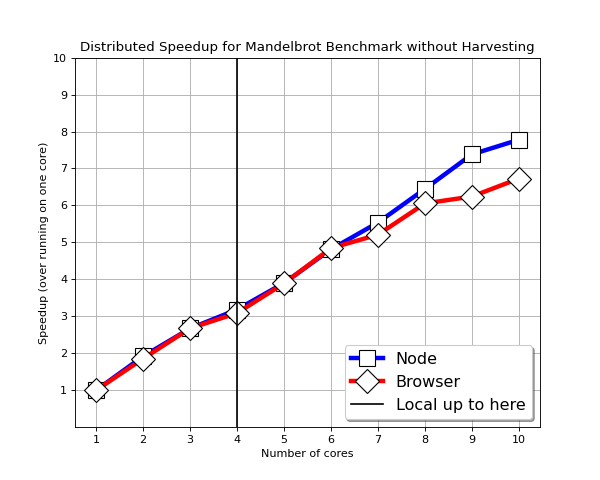 Distributed Speedup for Mandelbrot Benchmark without Harvesting
10
9
8
7
6
5
4
3
2
1
Speedup (over running on one core)
Node
Browser
Local up to here
1 2 3 4 5 6 7 8 9 10
Number of cores